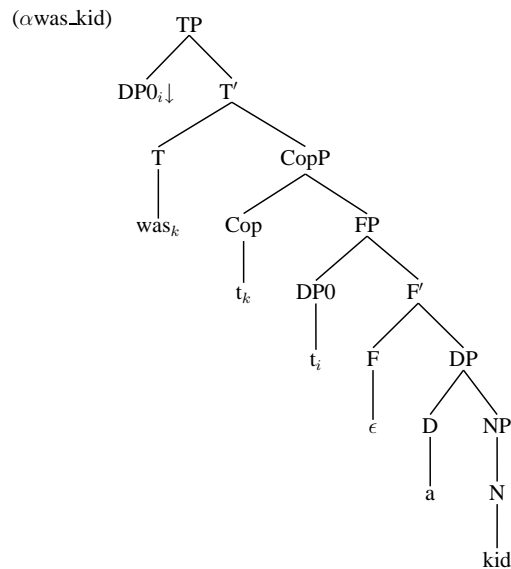 (αwas_kid)
TP
DP0ᵢ↓ T′
T CopP
wasₖ Cop FP
tₖ DP0 F′
tᵢ F DP
ϵ D NP
a N
kid